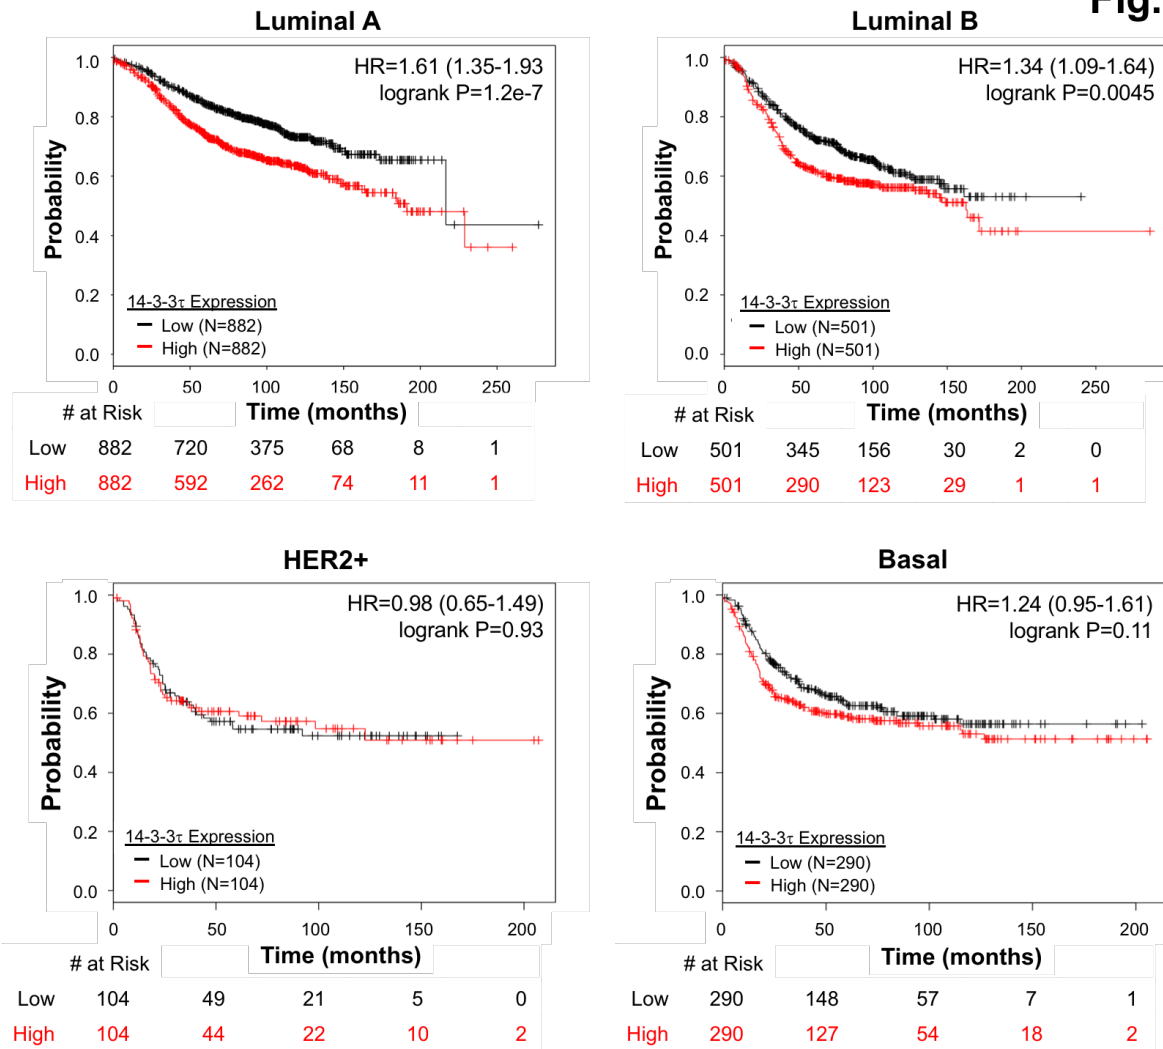 Fig.
Luminal A
HR=1.61 (1.35-1.93
logrank P=1.2e-7
Probability
1.0
0.8
0.6
0.4
0.2
0.0
14-3-3τ Expression
Low (N=882)
High (N=882)
0 50 100 150 200 250
# at Risk Time (months)
Low 882 720 375 68 8 1
High 882 592 262 74 11 1
Luminal B
HR=1.34 (1.09-1.64)
logrank P=0.0045
Probability
1.0
0.8
0.6
0.4
0.2
0.0
14-3-3τ Expression
Low (N=501)
High (N=501)
0 50 100 150 200 250
# at Risk Time (months)
Low 501 345 156 30 2 0
High 501 290 123 29 1 1
HER2+
HR=0.98 (0.65-1.49)
logrank P=0.93
Probability
1.0
0.8
0.6
0.4
0.2
0.0
14-3-3τ Expression
Low (N=104)
High (N=104)
0 50 100 150 200
# at Risk Time (months)
Low 104 49 21 5 0
High 104 44 22 10 2
Basal
HR=1.24 (0.95-1.61)
logrank P=0.11
Probability
1.0
0.8
0.6
0.4
0.2
0.0
14-3-3τ Expression
Low (N=290)
High (N=290)
0 50 100 150 200
# at Risk Time (months)
Low 290 148 57 7 1
High 290 127 54 18 2